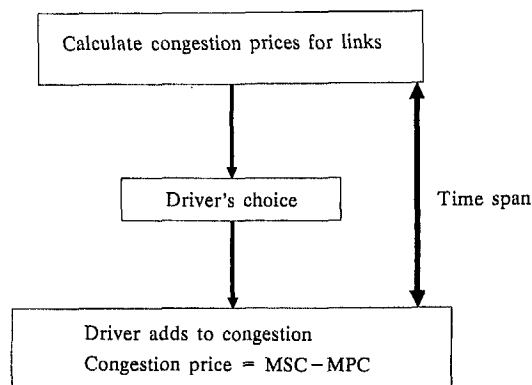 Calculate congestion prices for links
Driver's choice
Time span
Driver adds to congestion
Congestion price = MSC−MPC